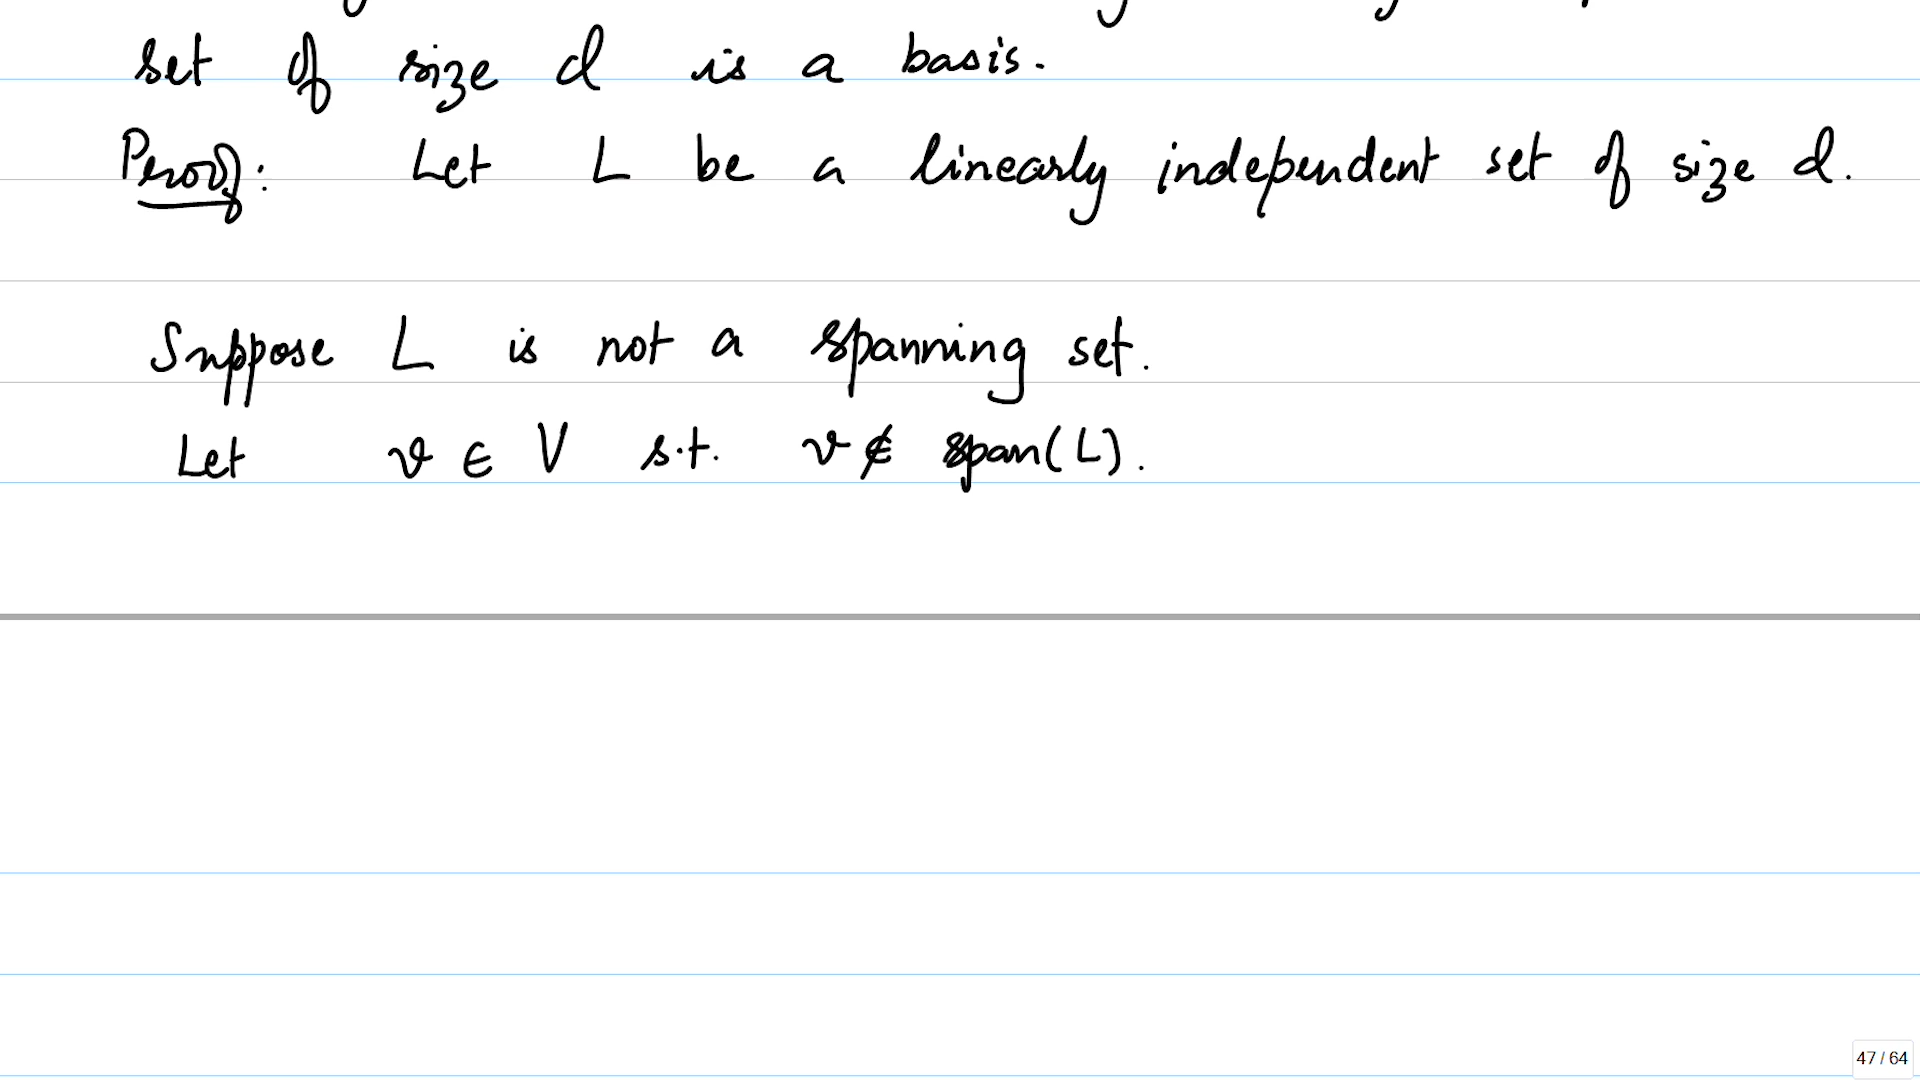 set of size d is a basis.
Proof: Let L be a linearly independent set of size d.
Suppose L is not a spanning set.
Let v ∈ V s.t. v ∉ span(L).
47 / 64